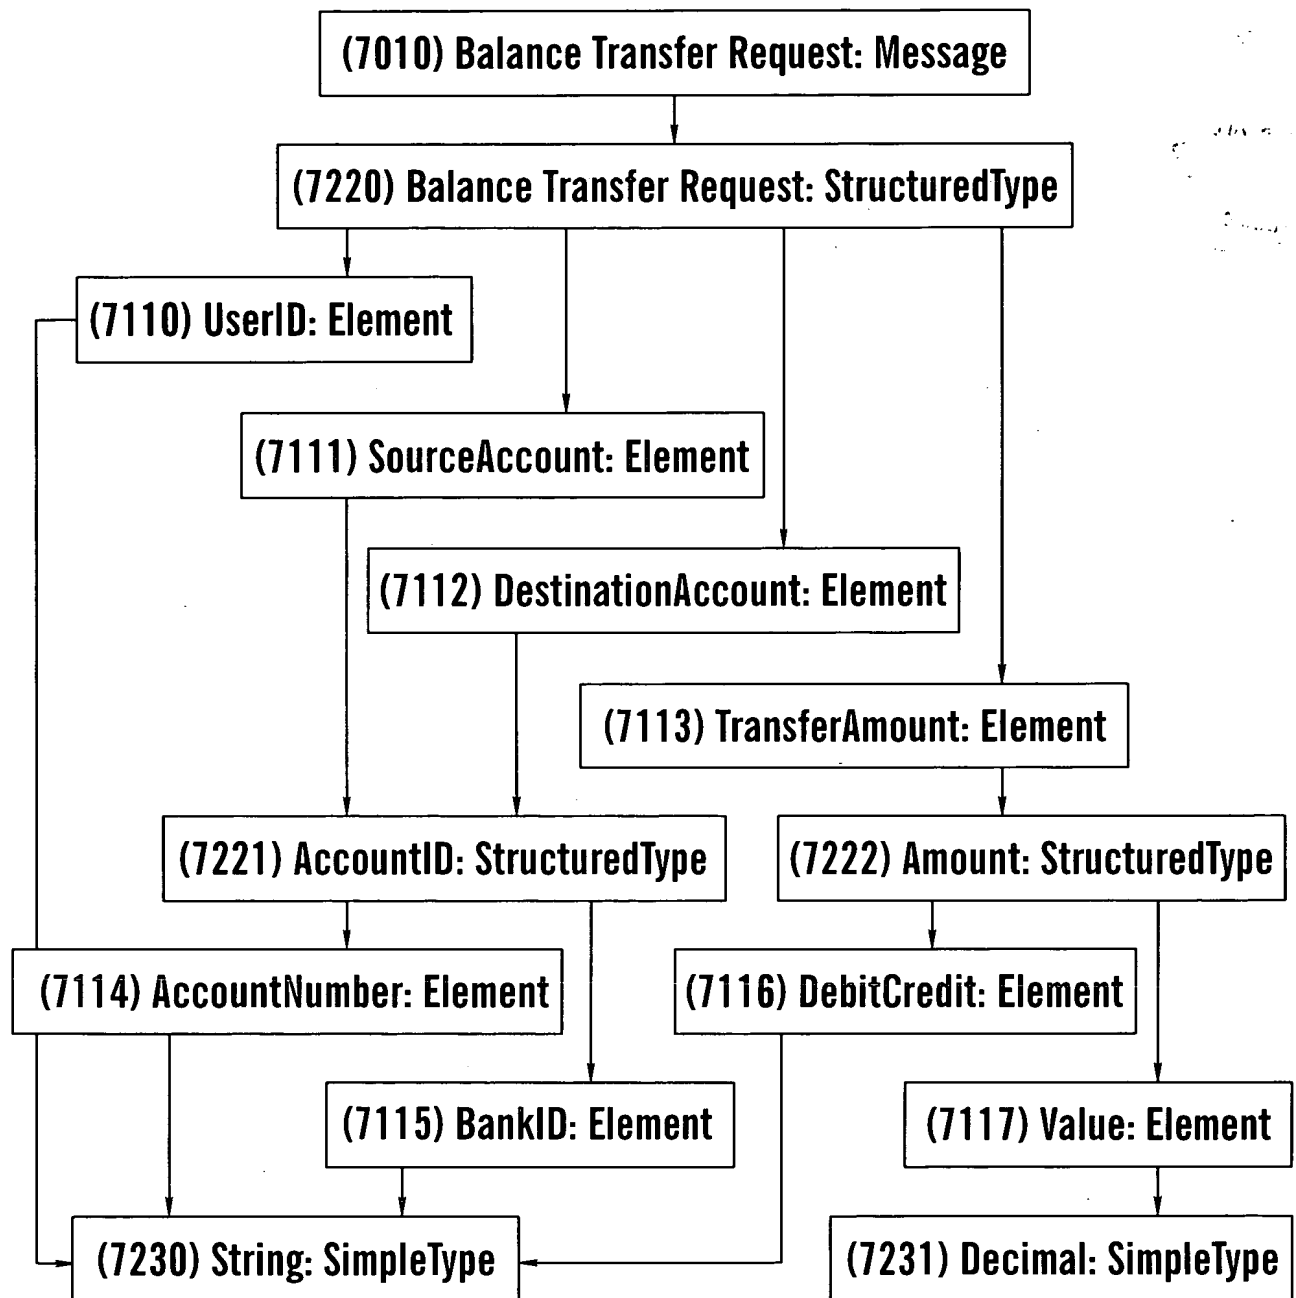 (7010) Balance Transfer Request: Message
(7220) Balance Transfer Request: StructuredType
(7110) UserID: Element
(7111) SourceAccount: Element
(7112) DestinationAccount: Element
(7113) TransferAmount: Element
(7221) AccountID: StructuredType
(7222) Amount: StructuredType
(7114) AccountNumber: Element
(7116) DebitCredit: Element
(7115) BankID: Element
(7117) Value: Element
(7230) String: SimpleType
(7231) Decimal: SimpleType